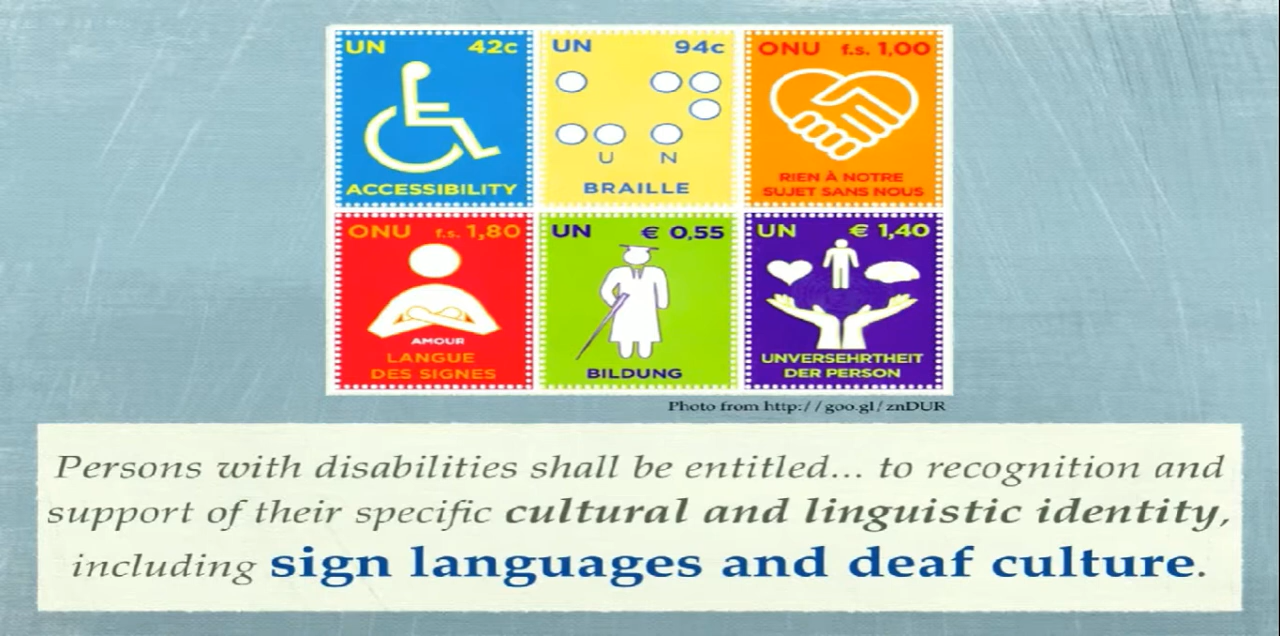 UN 42c
ACCESSIBILITY
UN 94c
U N
BRAILLE
ONU f.s. 1,00
RIEN À NOTRE
SUJET SANS NOUS
ONU f.s. 1,80
AMOUR
LANGUE
DES SIGNES
UN € 0,55
BILDUNG
UN € 1,40
UNVERSEHRTHEIT
DER PERSON
Photo from http://goo.gl/znDUR
Persons with disabilities shall be entitled... to recognition and
support of their specific cultural and linguistic identity,
including sign languages and deaf culture.